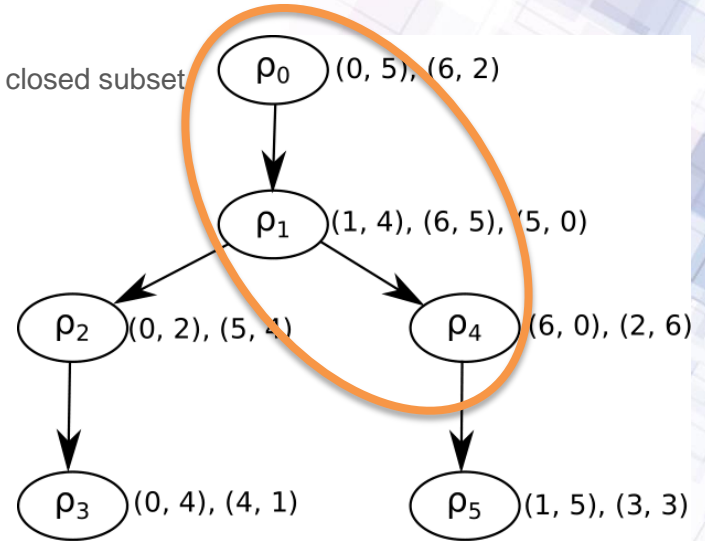 closed subset
ρ₀ (0, 5), (6, 2)
ρ₁ (1, 4), (6, 5), (5, 0)
ρ₂ (0, 2), (5, 4)
ρ₄ (6, 0), (2, 6)
ρ₃ (0, 4), (4, 1)
ρ₅ (1, 5), (3, 3)